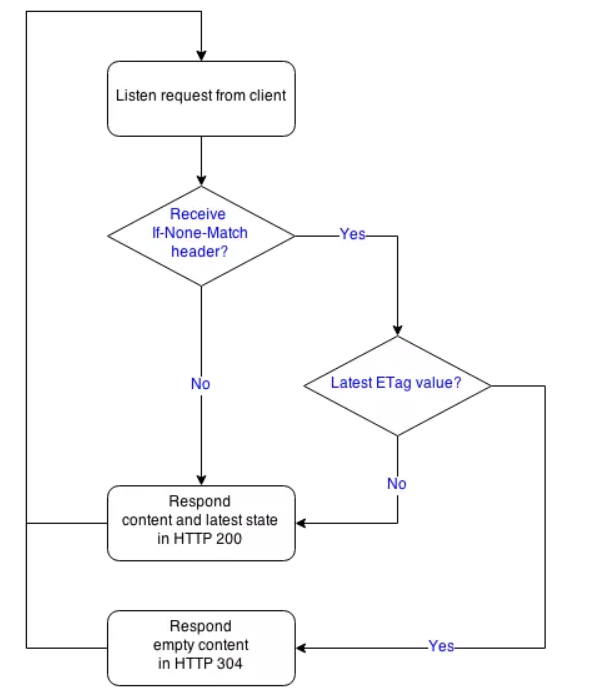 Listen request from client
Receive
If-None-Match
header?
Yes
Latest ETag value?
No
No
Respond
content and latest state
in HTTP 200
Respond
empty content
in HTTP 304
Yes